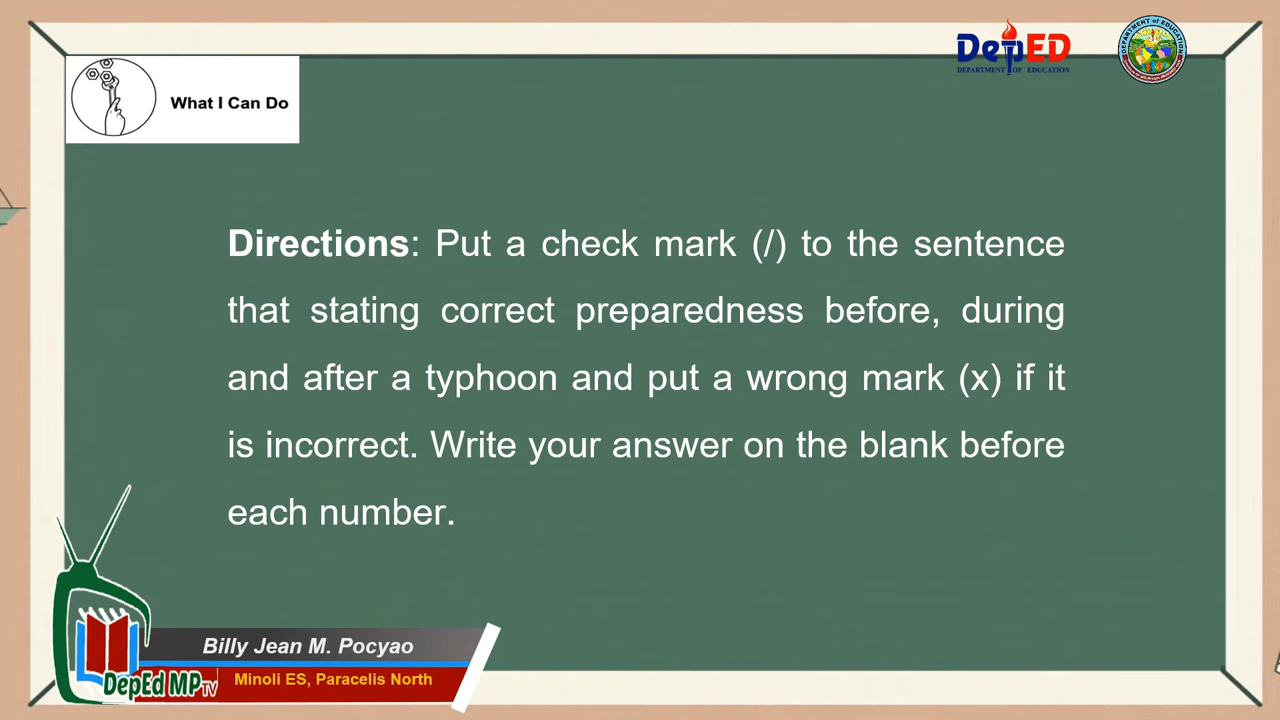 DepED
DEPARTMENT OF EDUCATION
What I Can Do
Directions: Put a check mark (/) to the sentence
that stating correct preparedness before, during
and after a typhoon and put a wrong mark (x) if it
is incorrect. Write your answer on the blank before
each number.
Billy Jean M. Pocyao
DepEd MP TV
Minoli ES, Paracelis North